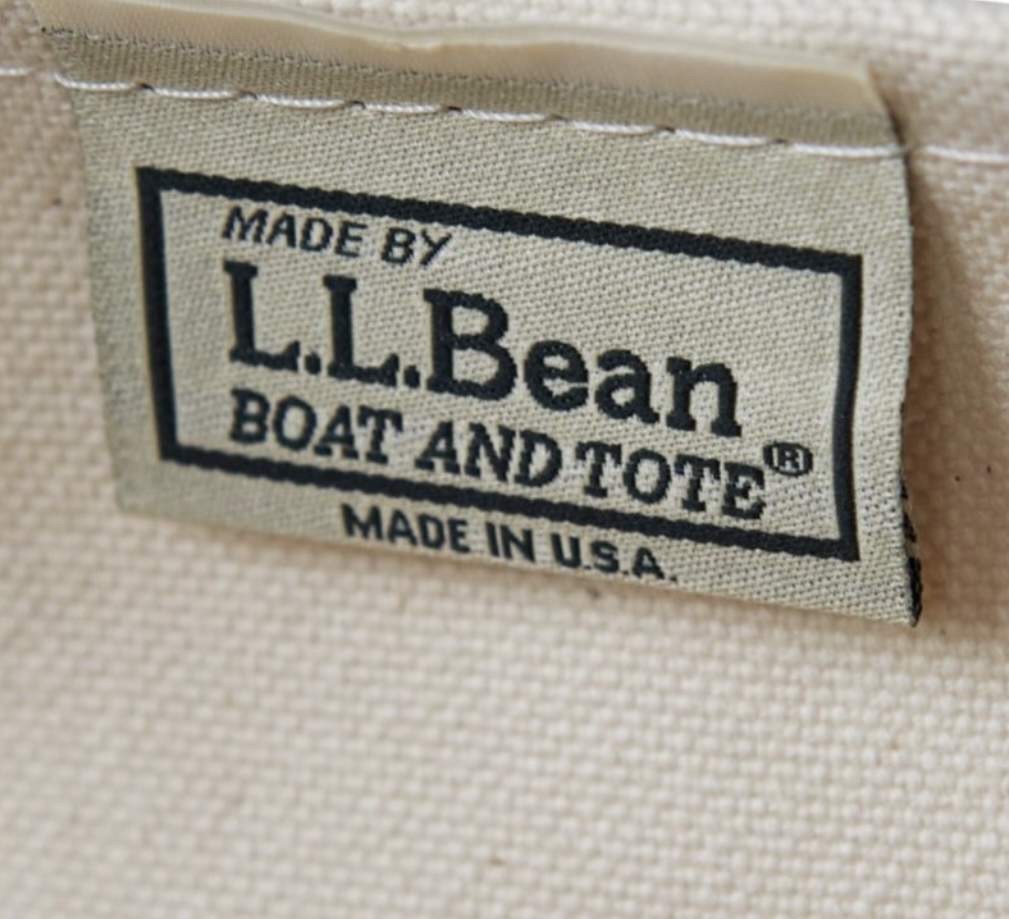 MADE BY
L.L.Bean
BOAT AND TOTE®
MADE IN U.S.A.